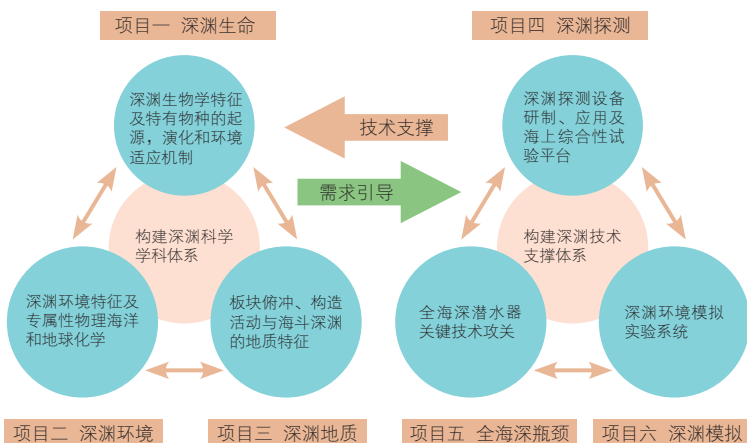 项目一 深渊生命
项目四 深渊探测
深渊生物学特征
及特有物种的起
源，演化和环境
适应机制
技术支撑
需求引导
深渊探测设备
研制、应用及
海上综合性试
验平台
构建深渊科学
学科体系
构建深渊技术
支撑体系
深渊环境特征及
专属性物理海洋
和地球化学
板块俯冲、构造
活动与海斗深渊
的地质特征
全海深潜水器
关键技术攻关
深渊环境模拟
实验系统
项目二 深渊环境
项目三 深渊地质
项目五 全海深瓶颈
项目六 深渊模拟